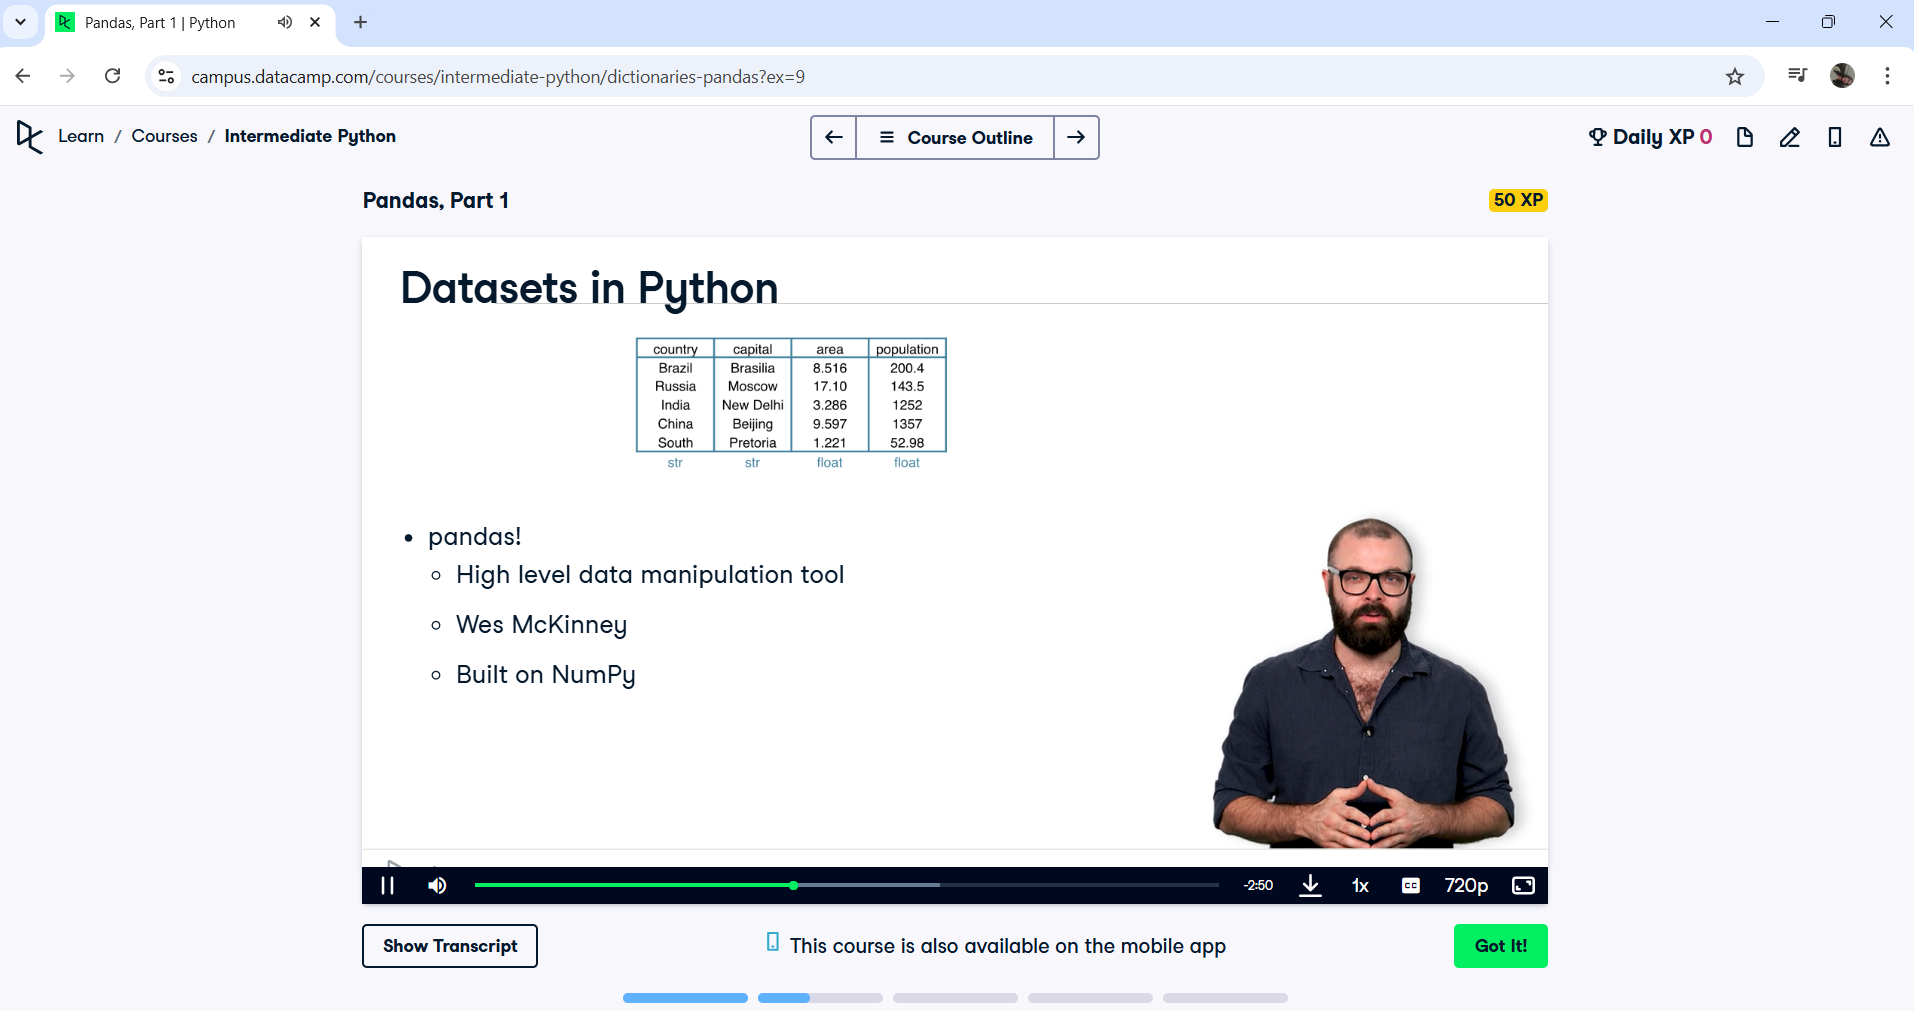 Pandas, Part 1 | Python
campus.datacamp.com/courses/intermediate-python/dictionaries-pandas?ex=9
Learn / Courses / Intermediate Python
Course Outline
Daily XP 0
Pandas, Part 1
50 XP
Datasets in Python
country capital area population
Brazil Brasilia 8.516 200.4
Russia Moscow 17.10 143.5
India New Delhi 3.286 1252
China Beijing 9.597 1357
South Pretoria 1.221 52.98
str str float float
• pandas!
○ High level data manipulation tool
○ Wes McKinney
○ Built on NumPy
-2:50
1x
CC
720p
Show Transcript
This course is also available on the mobile app
Got It!